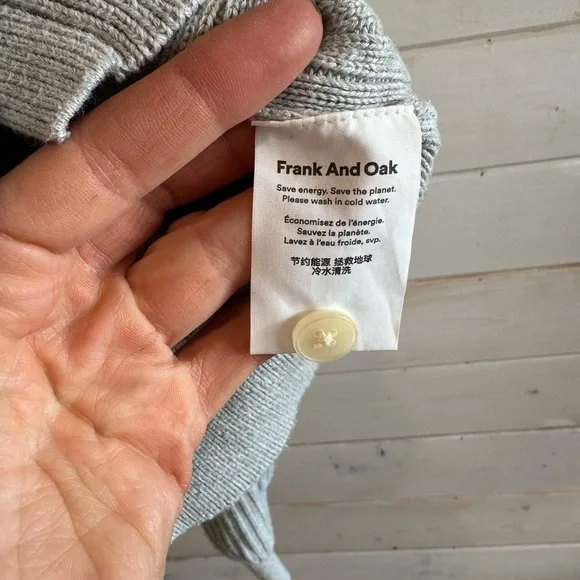 Frank And Oak
Save energy. Save the planet.
Please wash in cold water.
Économisez de l'énergie.
Sauvez la planète.
Lavez à l'eau froide, svp.
节约能源 拯救地球
冷水清洗